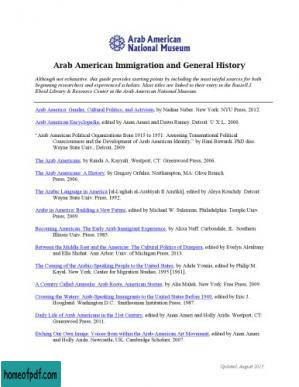 Arab American
National Museum
Arab American Immigration and General History
Although not exhaustive, this guide provides starting points by including the most useful sources for both
beginning researchers and experienced scholars. Most titles are linked to their entry in the Russell J.
Ebeid Library & Resource Center at the Arab American National Museum.
Arab America: Gender, Cultural Politics, and Activism, by Nadine Naber. New York: NYU Press, 2012.
Arab American Encyclopedia, edited by Anan Ameri and Dawn Ramey. Detroit: U X L, 2000.
"Arab American Political Organizations from 1915 to 1951: Assessing Transnational Political
Consciousness and the Development of Arab American Identity," by Hani Bawardi. PhD diss.
Wayne State Univ., Detroit, 2009.
The Arab Americans, by Randa A. Kayyali. Westport, CT: Greenwood Press, 2006.
The Arab Americans: A History, by Gregory Orfalea. Northampton, MA: Olive Branch
Press, 2006.
The Arabic Language in America [al-Lughah al-Arabiyah fi Amrika], edited by Aleya Rouchdy. Detroit:
Wayne State Univ. Press, 1992.
Arabs in America: Building a New Future, edited by Michael W. Suleiman. Philadelphia: Temple Univ.
Press, 2009.
Becoming American: The Early Arab Immigrant Experience, by Alixa Naff. Carbondale, IL: Southern
Illinois Univ. Press, 1985.
Between the Middle East and the Americas: The Cultural Politics of Diaspora, edited by Evelyn Alsultany
and Ella Shohat. Ann Arbor: Univ. of Michigan Press, 2013.
The Coming of the Arabic-Speaking People to the United States, by Adele Younis, edited by Philip M.
Kayal. New York: Center for Migration Studies, 1995 [1961].
A Country Called Amreeka: Arab Roots, American Stories, by Alia Malek. New York: Free Press, 2009.
Crossing the Waters: Arab-Speaking Immigrants to the United States Before 1940, edited by Eric J.
Hooglund. Washington D.C.: Smithsonian Institution Press, 1987.
Daily Life of Arab Americans in the 21st Century, edited by Anan Ameri and Holly Arida. Westport, CT:
Greenwood Press, 2011.
Etching Our Own Image: Voices from within the Arab American Art Movement, edited by Anan Ameri
and Holly Arida. Newcastle, UK: Cambridge Scholars, 2007.
Updated, August 2015
homeofpdf.com